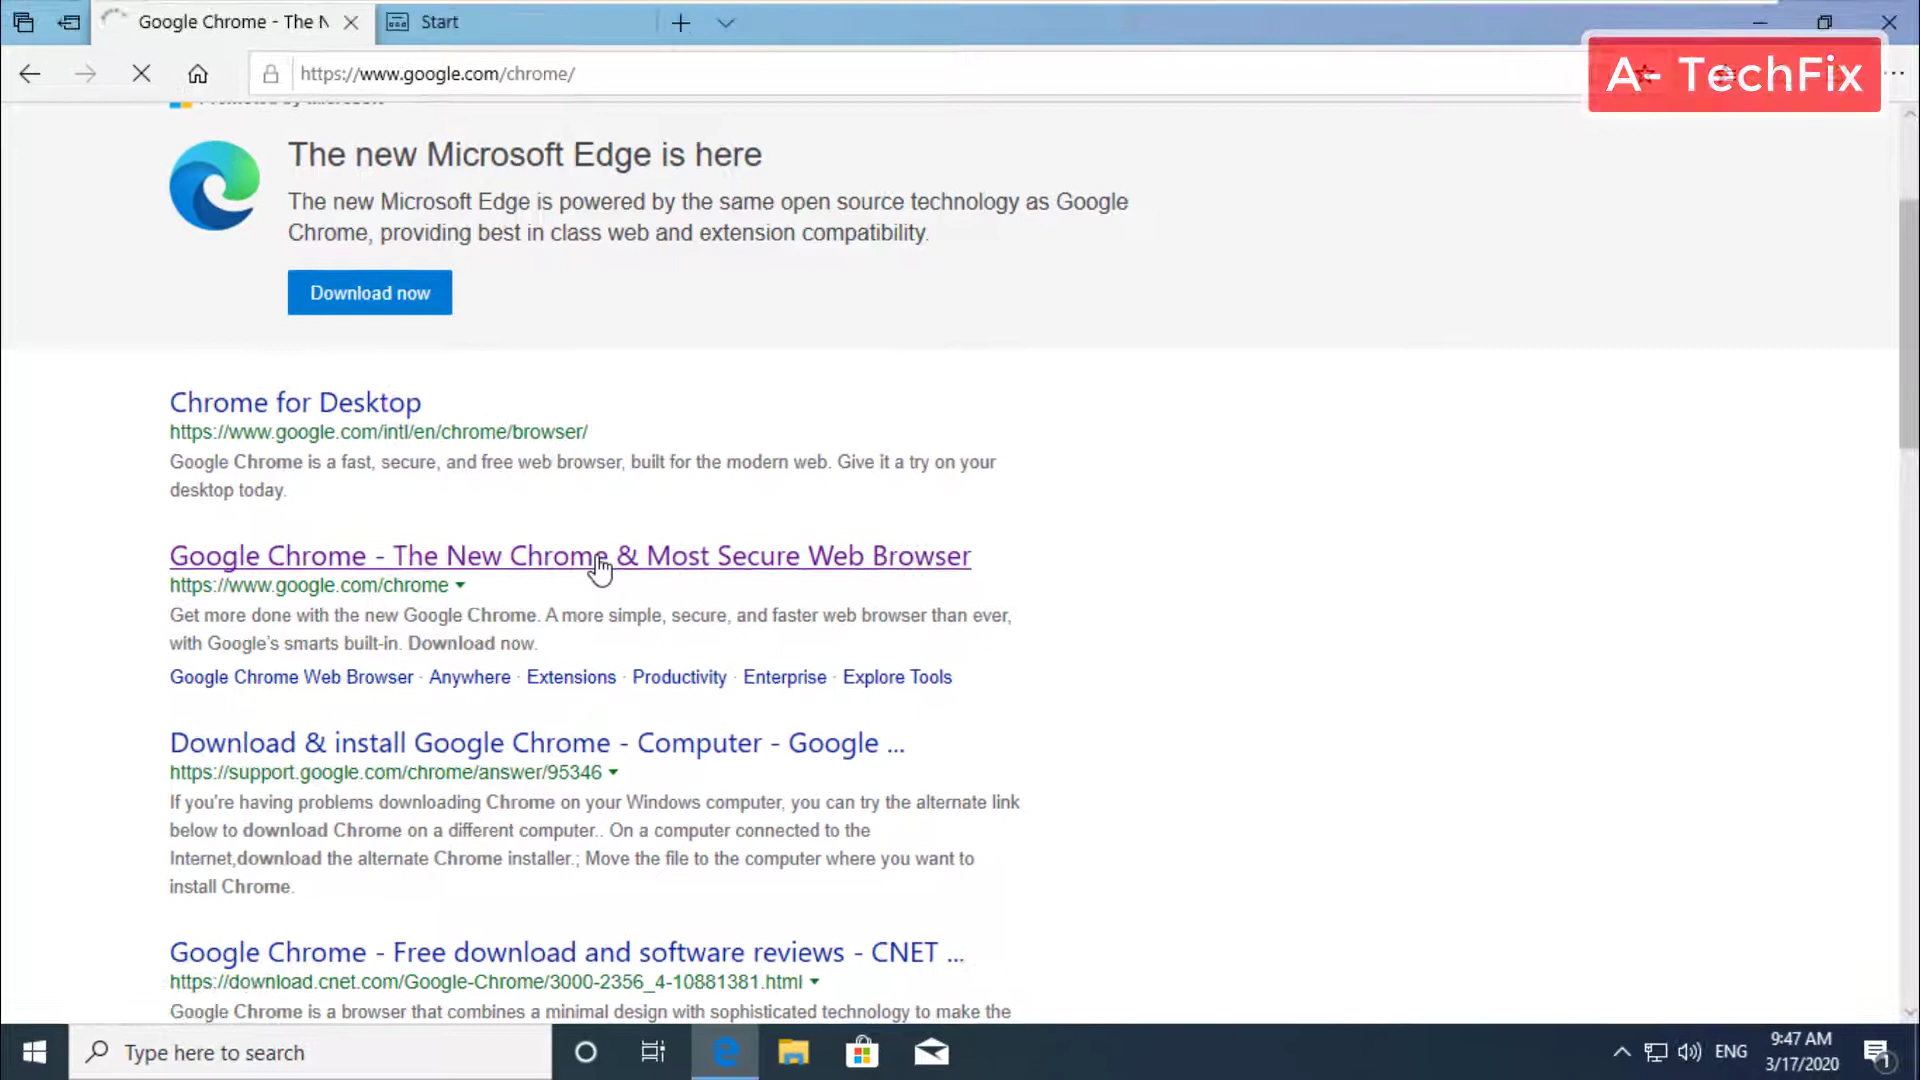 Google Chrome - The N
Start
https://www.google.com/chrome/
A- TechFix
Promoted by Microsoft
The new Microsoft Edge is here
The new Microsoft Edge is powered by the same open source technology as Google
Chrome, providing best in class web and extension compatibility.
Download now
Chrome for Desktop
https://www.google.com/intl/en/chrome/browser/
Google Chrome is a fast, secure, and free web browser, built for the modern web. Give it a try on your
desktop today.
Google Chrome - The New Chrome & Most Secure Web Browser
https://www.google.com/chrome
Get more done with the new Google Chrome. A more simple, secure, and faster web browser than ever,
with Google's smarts built-in. Download now.
Google Chrome Web Browser · Anywhere · Extensions · Productivity · Enterprise · Explore Tools
Download & install Google Chrome - Computer - Google ...
https://support.google.com/chrome/answer/95346
If you're having problems downloading Chrome on your Windows computer, you can try the alternate link
below to download Chrome on a different computer.. On a computer connected to the
Internet,download the alternate Chrome installer.; Move the file to the computer where you want to
install Chrome.
Google Chrome - Free download and software reviews - CNET ...
https://download.cnet.com/Google-Chrome/3000-2356_4-10881381.html
Google Chrome is a browser that combines a minimal design with sophisticated technology to make the
Type here to search
ENG
9:47 AM
3/17/2020
1